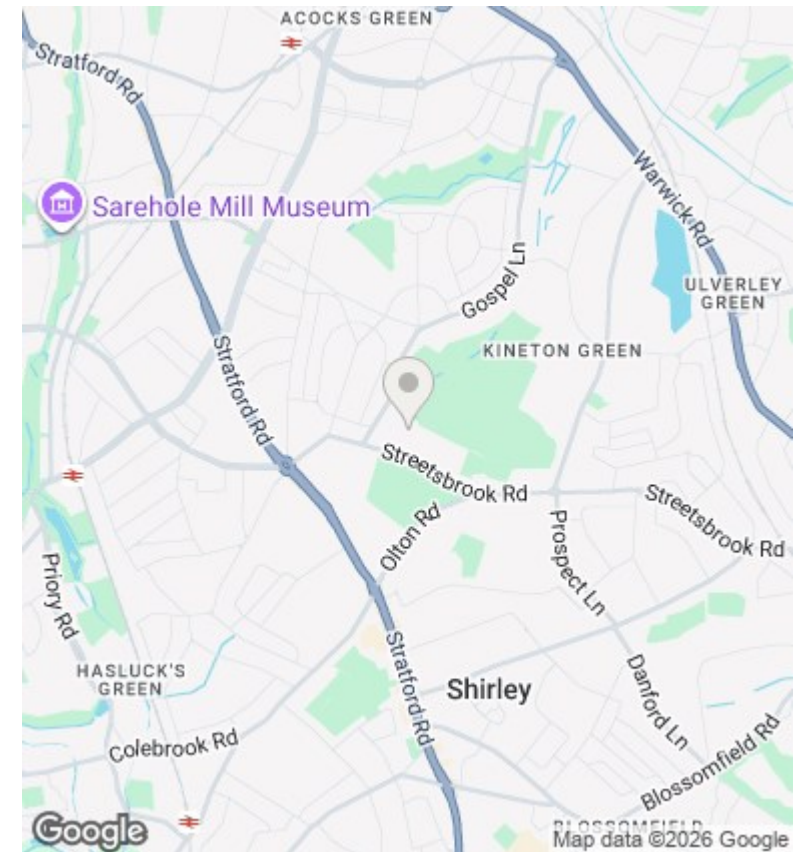 ACOCKS GREEN
Stratford Rd
Sarehole Mill Museum
Warwick Rd
Gospel Ln
ULVERLEY
GREEN
KINETON GREEN
Stratford Rd
Streetsbrook Rd
Streetsbrook Rd
Olton Rd
Prospect Ln
Priory Rd
HASLUCK'S
GREEN
Stratford Rd
Shirley
Danford Ln
Colebrook Rd
Blossomfield Rd
BLOSSOMFIELD
Google
Map data ©2026 Google